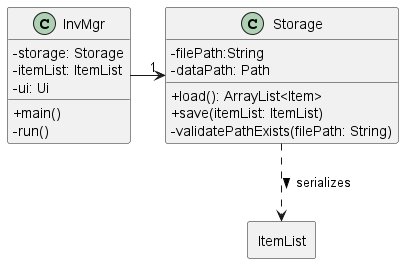 C InvMgr
-storage: Storage
-itemList: ItemList
-ui: Ui
+main()
-run()
1
C Storage
-filePath:String
-dataPath: Path
+load(): ArrayList<Item>
+save(itemList: ItemList)
-validatePathExists(filePath: String)
serializes
ItemList